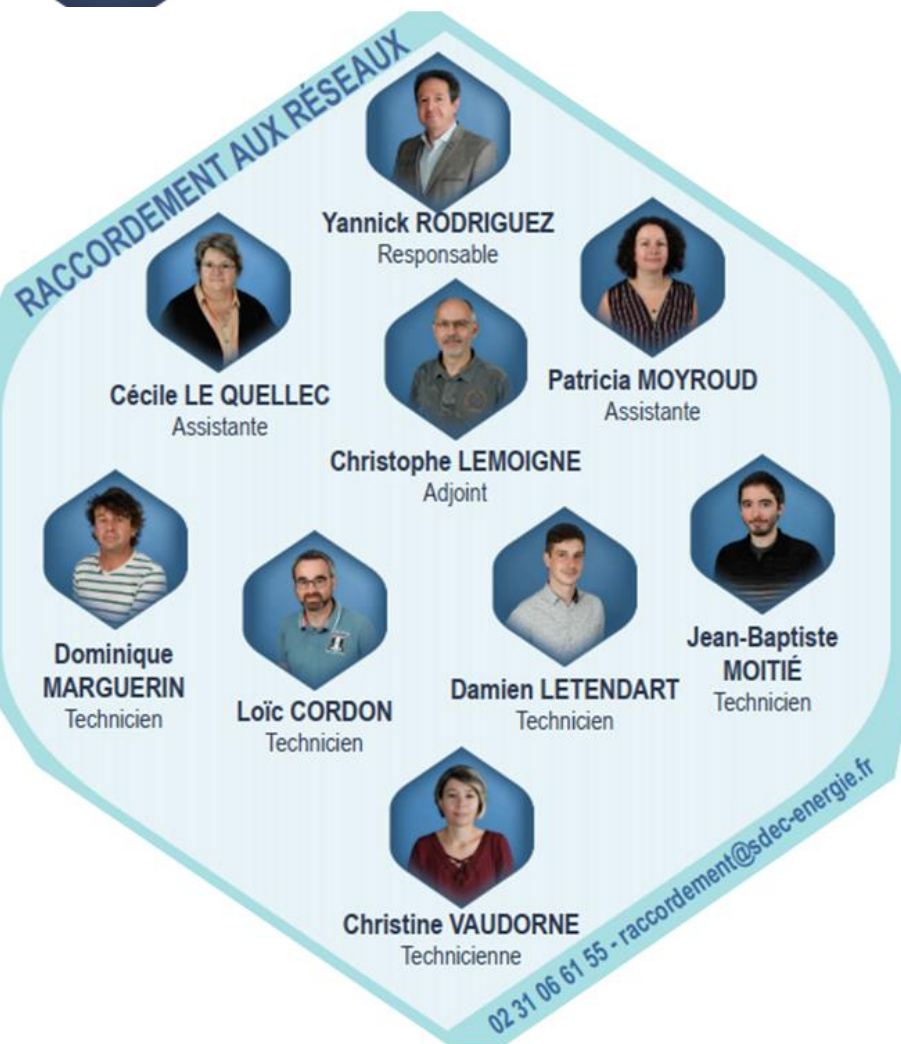 RACCORDEMENT AUX RÉSEAUX
Yannick RODRIGUEZ
Responsable
Cécile LE QUELLEC
Assistante
Patricia MOYROUD
Assistante
Christophe LEMOIGNE
Adjoint
Dominique
MARGUERIN
Technicien
Loïc CORDON
Technicien
Damien LETENDART
Technicien
Jean-Baptiste
MOITIÉ
Technicien
Christine VAUDORNE
Technicienne
02 31 06 61 55 - raccordement@sdec-energie.fr